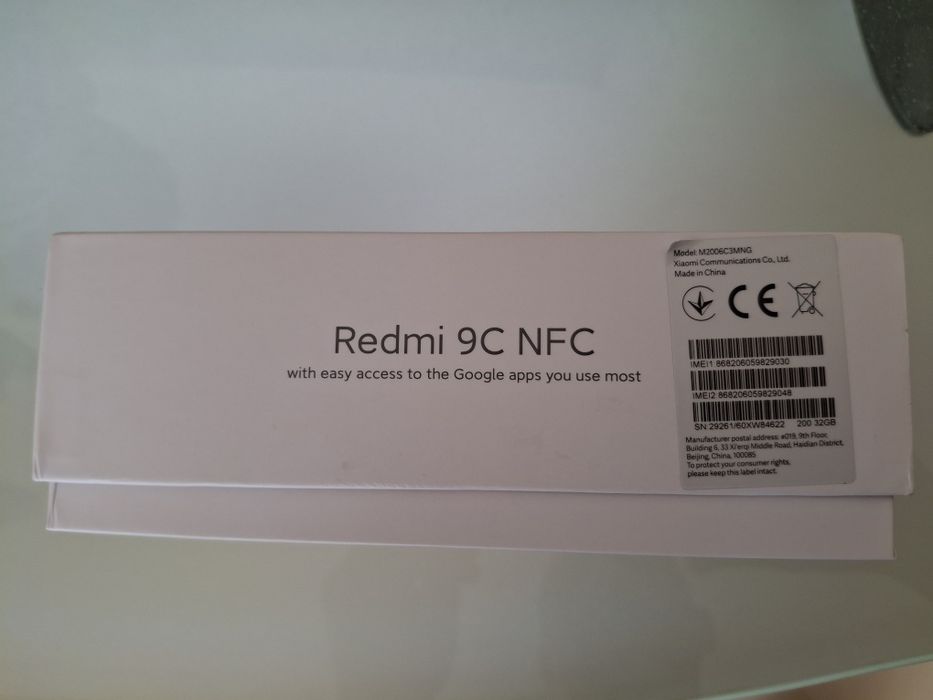 Redmi 9C NFC
with easy access to the Google apps you use most
Model: M2006C3MNG
Xiaomi Communications Co., Ltd.
Made in China
CE
IMEI1:868206059829030
IMEI2:868206059829048
SN:29261/60XW84622 200 32GB
Manufacturer postal address: #019, 9th Floor,
Building 6, 33 Xi'erqi Middle Road, Haidian District,
Beijing, China, 100085
To protect your consumer rights,
please keep this label intact.